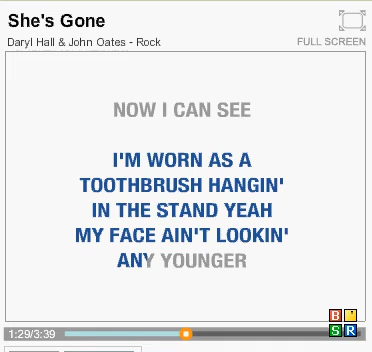 She's Gone
Daryl Hall & John Oates - Rock
FULL SCREEN
NOW I CAN SEE
I'M WORN AS A
TOOTHBRUSH HANGIN'
IN THE STAND YEAH
MY FACE AIN'T LOOKIN'
ANY YOUNGER
B '
S R
1:29/3:39